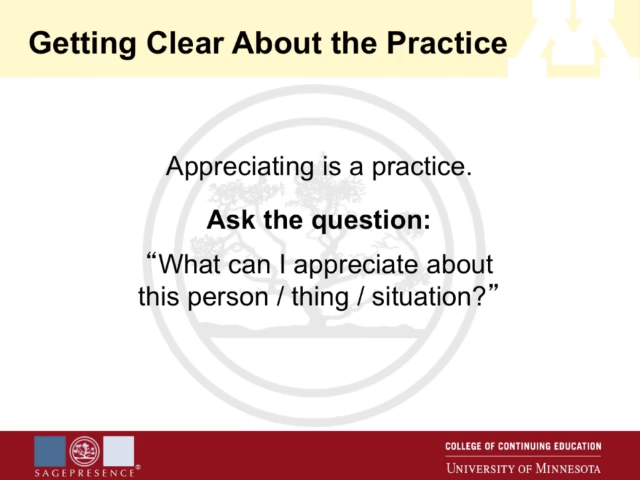 Getting Clear About the Practice
Appreciating is a practice.
Ask the question:
“What can I appreciate about
this person / thing / situation?”
SAGEPRESENCE®
COLLEGE OF CONTINUING EDUCATION
UNIVERSITY OF MINNESOTA